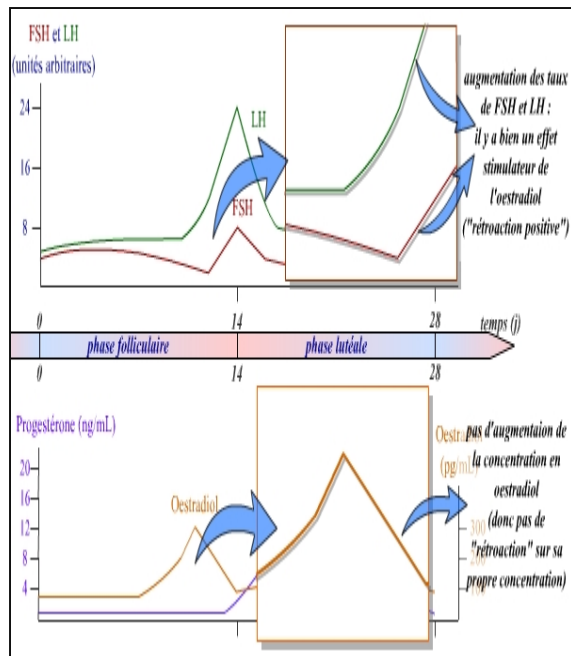 FSH et LH
(unités arbitraires)
24
16
8
LH
FSH
augmentation des taux
de FSH et LH :
il y a bien un effet
stimulateur de
l'oestradiol
("rétroaction positive")
0
14
28
temps (j)
phase folliculaire
phase lutéale
0
14
28
Progestérone (ng/mL)
20
16
12
8
4
Oestradiol
(pg/mL)
300
pas d'augmentaion de
la concentration en
oestradiol
(donc pas de
"rétroaction" sur sa
propre concentration)